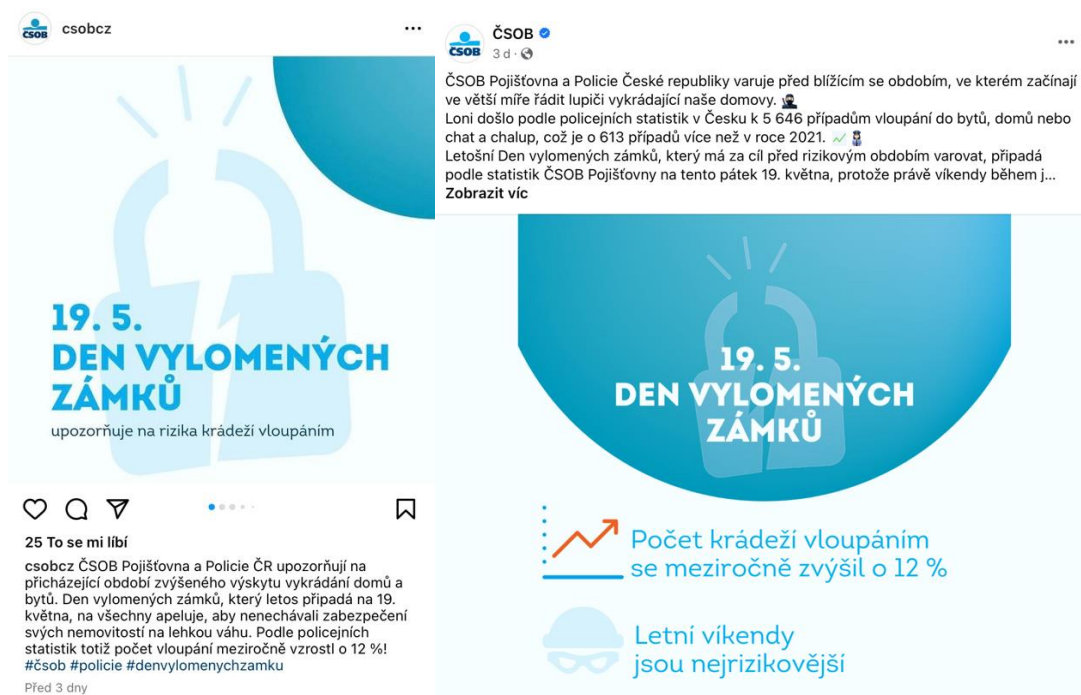 ČSOB
csobcz
19. 5.
DEN VYLOMENÝCH
ZÁMKŮ
upozorňuje na rizika krádeží vloupáním
25 To se mi líbí
csobcz ČSOB Pojišťovna a Policie ČR upozorňují na
přicházející období zvýšeného výskytu vykrádání domů a
bytů. Den vylomených zámků, který letos připadá na 19.
května, na všechny apeluje, aby nenechávali zabezpečení
svých nemovitostí na lehkou váhu. Podle policejních
statistik totiž počet vloupání meziročně vzrostl o 12 %!
#čsob #policie #denvylomenychzamku
Před 3 dny
ČSOB
ČSOB
3 d ·
ČSOB Pojišťovna a Policie České republiky varuje před blížícím se obdobím, ve kterém začínají
ve větší míře řádit lupiči vykrádající naše domovy.
Loni došlo podle policejních statistik v Česku k 5 646 případům vloupání do bytů, domů nebo
chat a chalup, což je o 613 případů více než v roce 2021.
Letošní Den vylomených zámků, který má za cíl před rizikovým obdobím varovat, připadá
podle statistik ČSOB Pojišťovny na tento pátek 19. května, protože právě víkendy během j...
Zobrazit víc
19. 5.
DEN VYLOMENÝCH
ZÁMKŮ
Počet krádeží vloupáním
se meziročně zvýšil o 12 %
Letní víkendy
jsou nejrizikovější